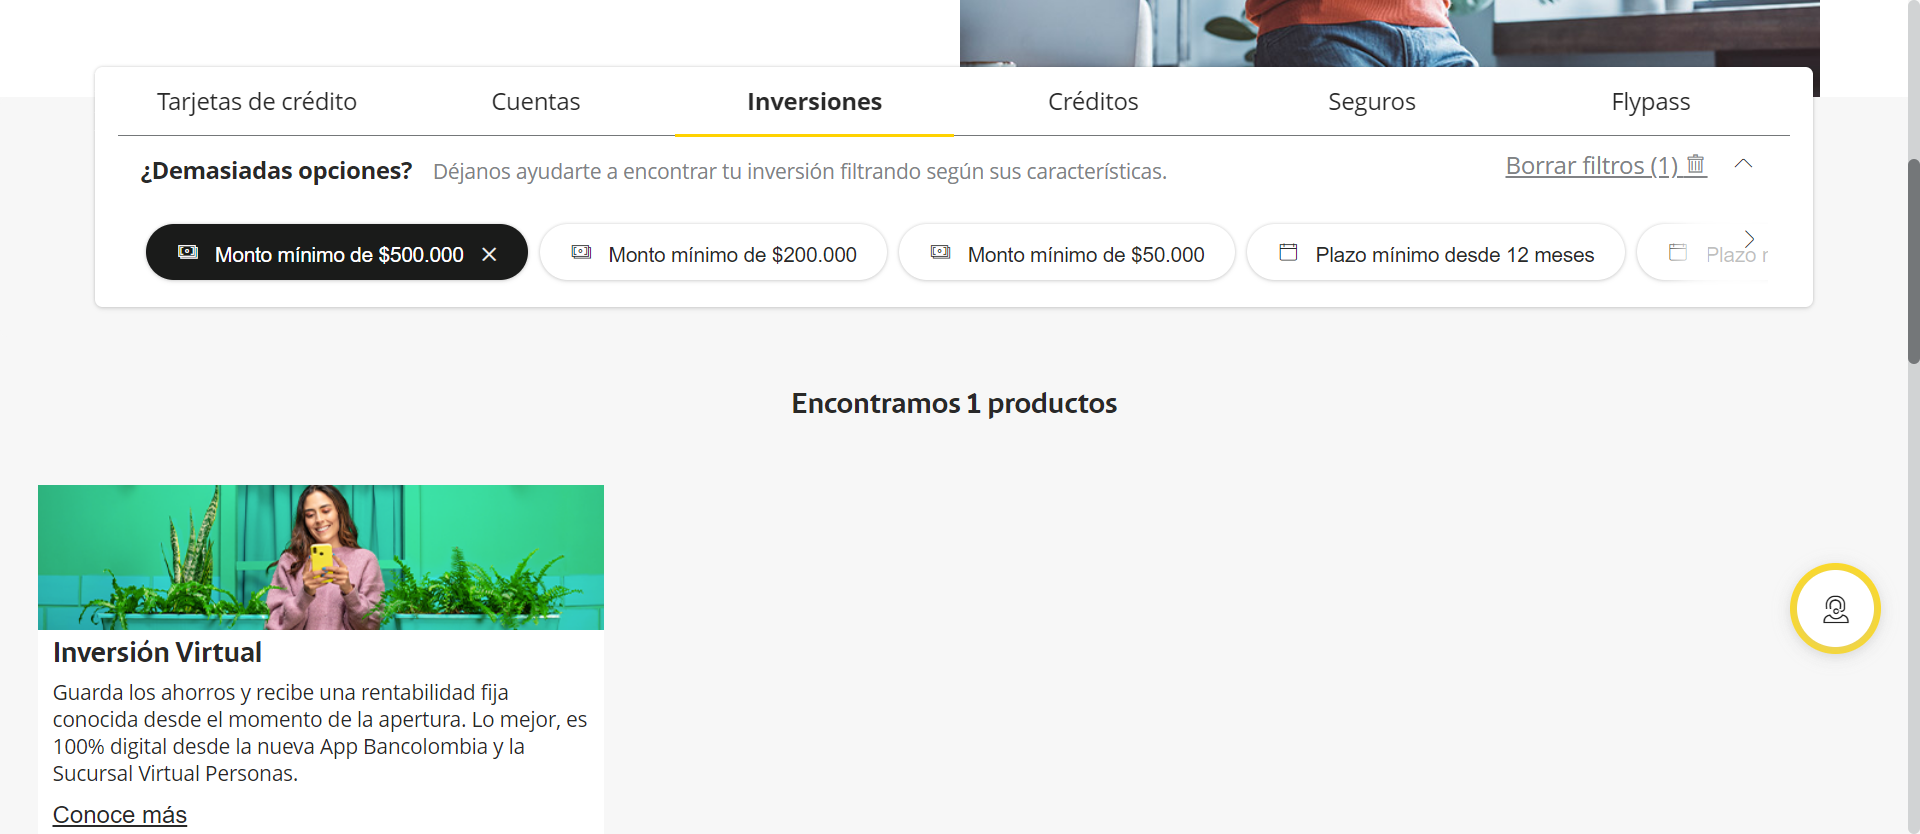 Tarjetas de crédito
Cuentas
Inversiones
Créditos
Seguros
Flypass
¿Demasiadas opciones?
Déjanos ayudarte a encontrar tu inversión filtrando según sus características.
Borrar filtros (1)
Monto mínimo de $500.000
Monto mínimo de $200.000
Monto mínimo de $50.000
Plazo mínimo desde 12 meses
Plazo
Encontramos 1 productos
Inversión Virtual
Guarda los ahorros y recibe una rentabilidad fija
conocida desde el momento de la apertura. Lo mejor, es
100% digital desde la nueva App Bancolombia y la
Sucursal Virtual Personas.
Conoce más